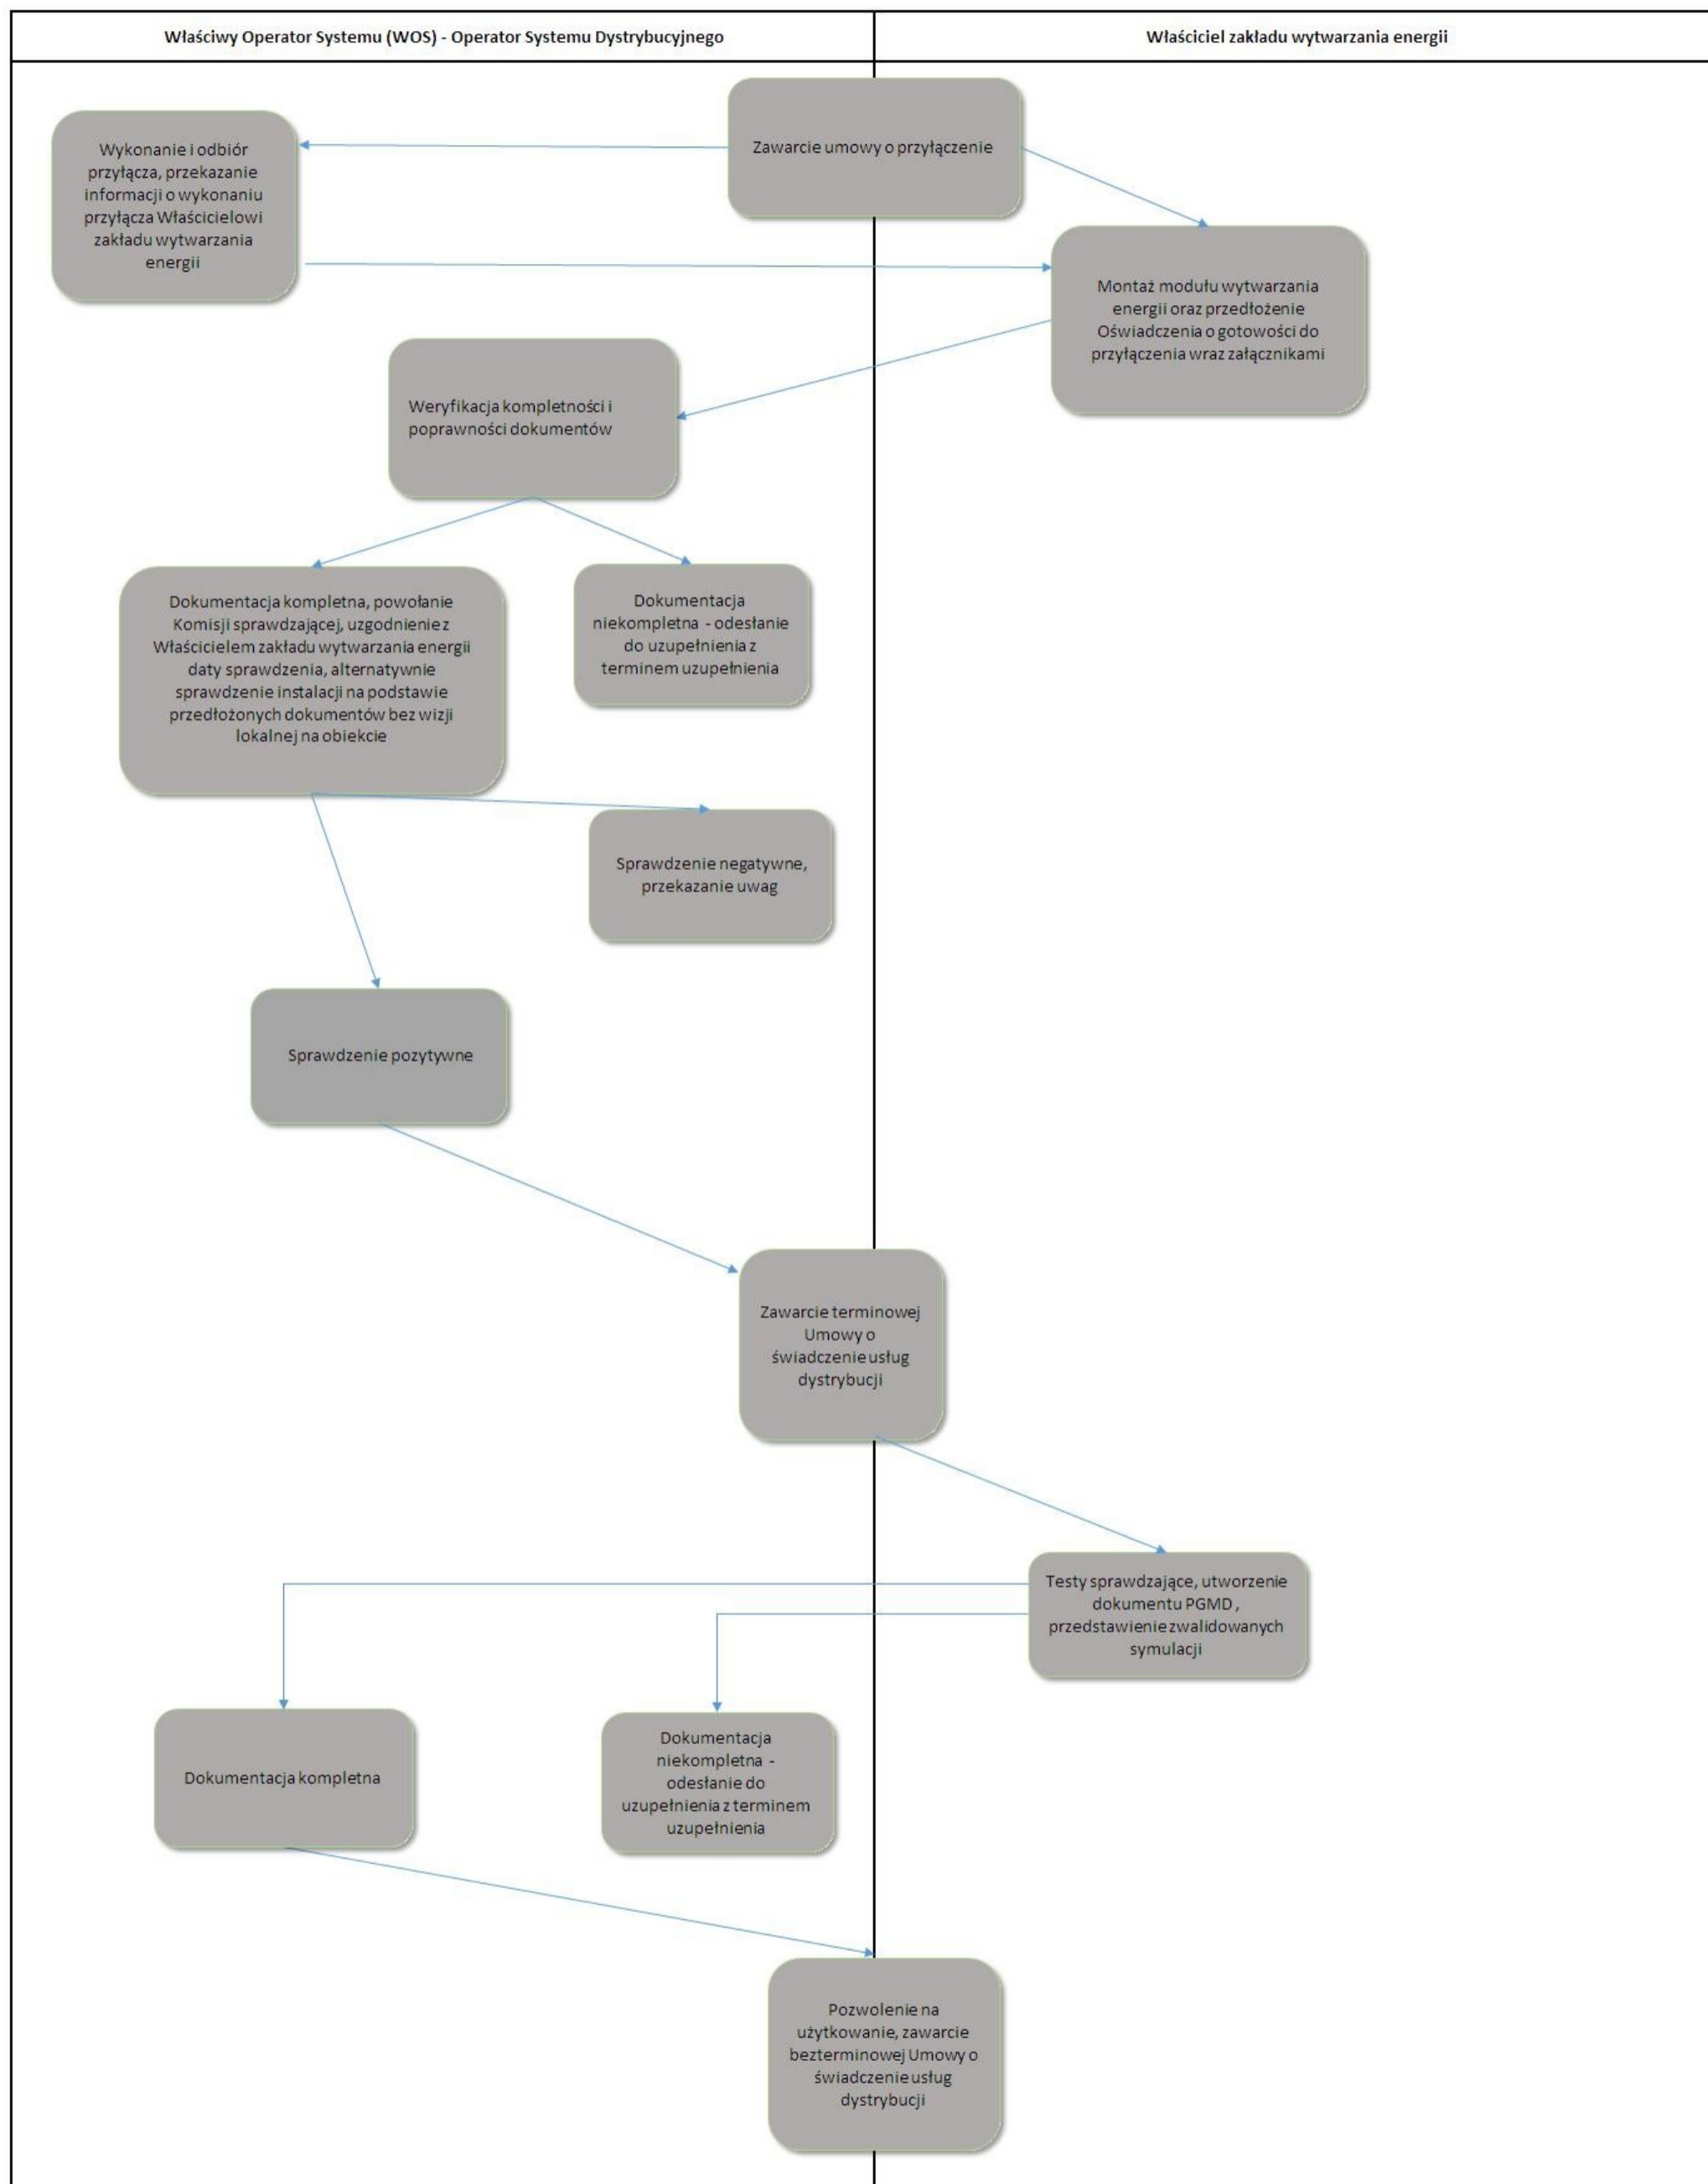 Właściwy Operator Systemu (WOS) - Operator Systemu Dystrybucyjnego
Właściciel zakładu wytwarzania energii
Zawarcie umowy o przyłączenie
Wykonanie i odbiór
przyłącza, przekazanie
informacji o wykonaniu
przyłącza Właścicielowi
zakładu wytwarzania
energii
Montaż modułu wytwarzania
energii oraz przedłożenie
Oświadczenia o gotowości do
przyłączenia wraz załącznikami
Weryfikacja kompletności i
poprawności dokumentów
Dokumentacja kompletna, powołanie
Komisji sprawdzającej, uzgodnienie z
Właścicielem zakładu wytwarzania energii
daty sprawdzenia, alternatywnie
sprawdzenie instalacji na podstawie
przedłożonych dokumentów bez wizji
lokalnej na obiekcie
Dokumentacja
niekompletna - odesłanie
do uzupełnienia z
terminem uzupełnienia
Sprawdzenie negatywne,
przekazanie uwag
Sprawdzenie pozytywne
Zawarcie terminowej
Umowy o
świadczenie usług
dystrybucji
Testy sprawdzające, utworzenie
dokumentu PGMD ,
przedstawienie zwalidowanych
symulacji
Dokumentacja kompletna
Dokumentacja
niekompletna -
odesłanie do
uzupełnienia z terminem
uzupełnienia
Pozwolenie na
użytkowanie, zawarcie
bezterminowej Umowy o
świadczenie usług
dystrybucji